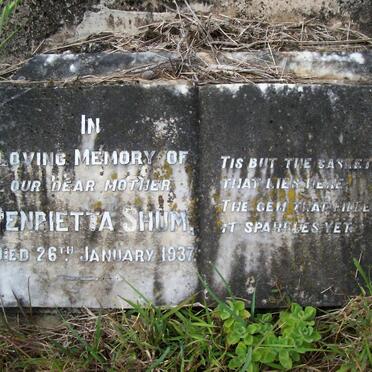 IN
LOVING MEMORY OF
OUR DEAR MOTHER
HENRIETTA SHUM,
DIED 26TH JANUARY 1937
TIS BUT THE CASKET
THAT LIES HERE,
THE GEM THAT FILLED
IT SPARKLES YET.